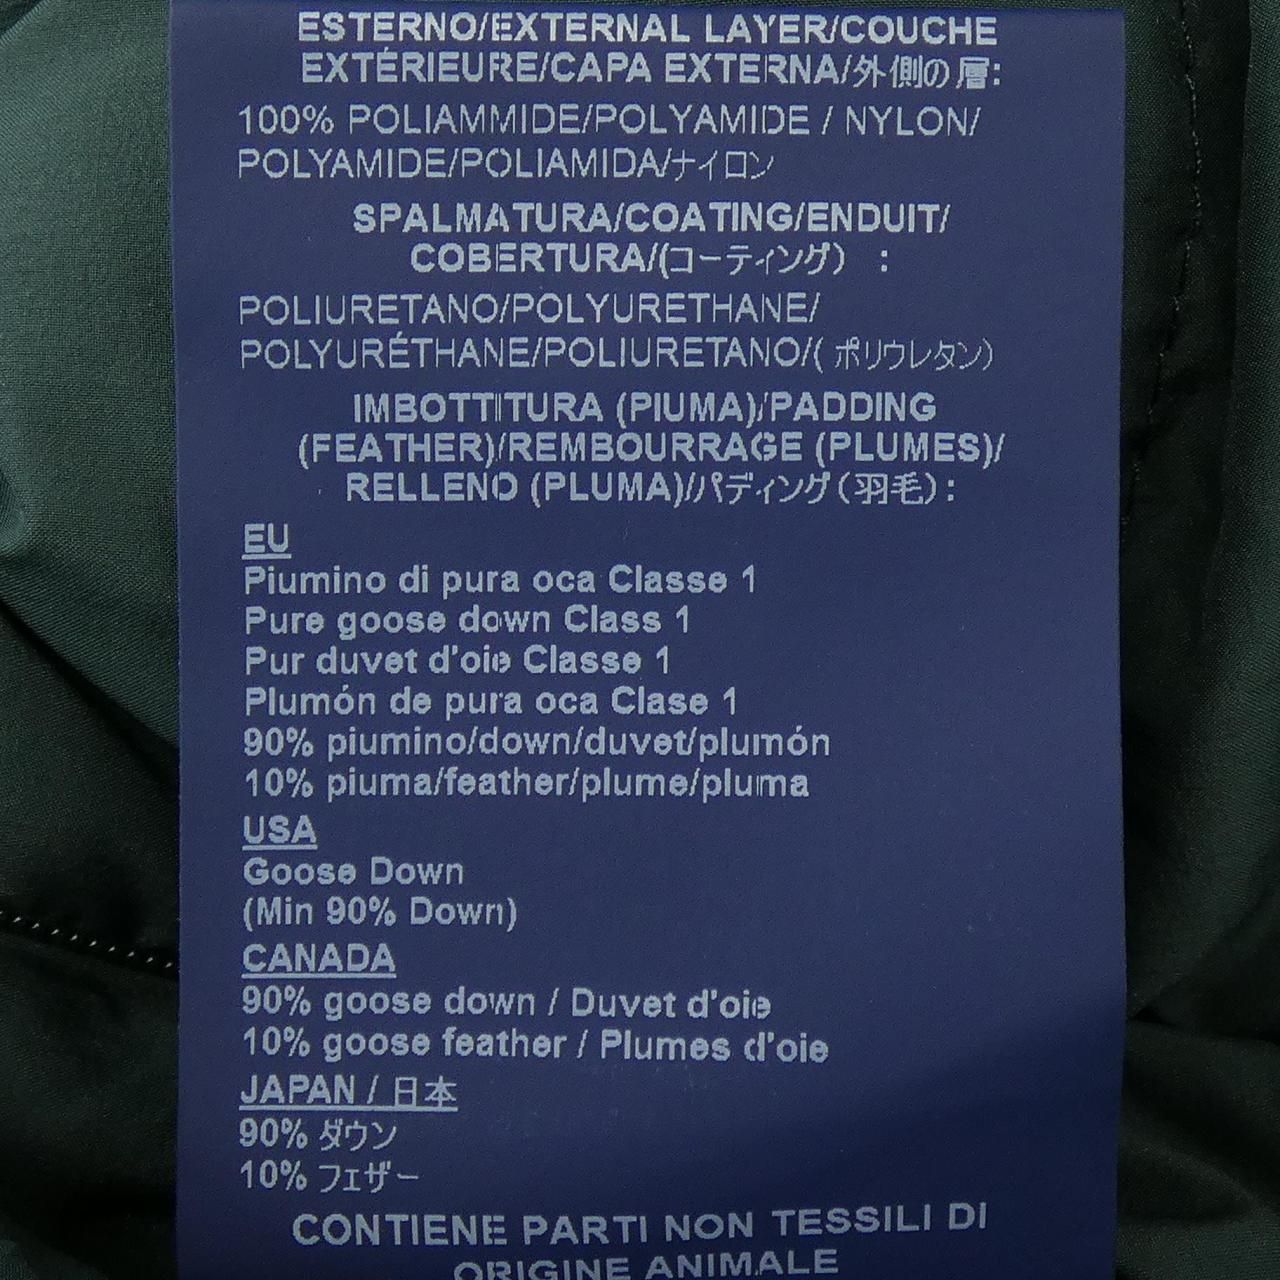 ESTERNO/EXTERNAL LAYER/COUCHE
EXTÉRIEURE/CAPA EXTERNA/外側の層:
100% POLIAMMIDE/POLYAMIDE / NYLON/
POLYAMIDE/POLIAMIDA/ナイロン
SPALMATURA/COATING/ENDUIT/
COBERTURA/(コーティング) :
POLIURETANO/POLYURETHANE/
POLYURÉTHANE/POLIURETANO/( ポリウレタン)
IMBOTTITURA (PIUMA)/PADDING
(FEATHER)/REMBOURRAGE (PLUMES)/
RELLENO (PLUMA)/パディング(羽毛):
EU
Piumino di pura oca Classe 1
Pure goose down Class 1
Pur duvet d'oie Classe 1
Plumón de pura oca Clase 1
90% piumino/down/duvet/plumón
10% piuma/feather/plume/pluma
USA
Goose Down
(Min 90% Down)
CANADA
90% goose down / Duvet d'oie
10% goose feather / Plumes d'oie
JAPAN / 日本
90% ダウン
10% フェザー
CONTIENE PARTI NON TESSILI DI
ORIGINE ANIMALE